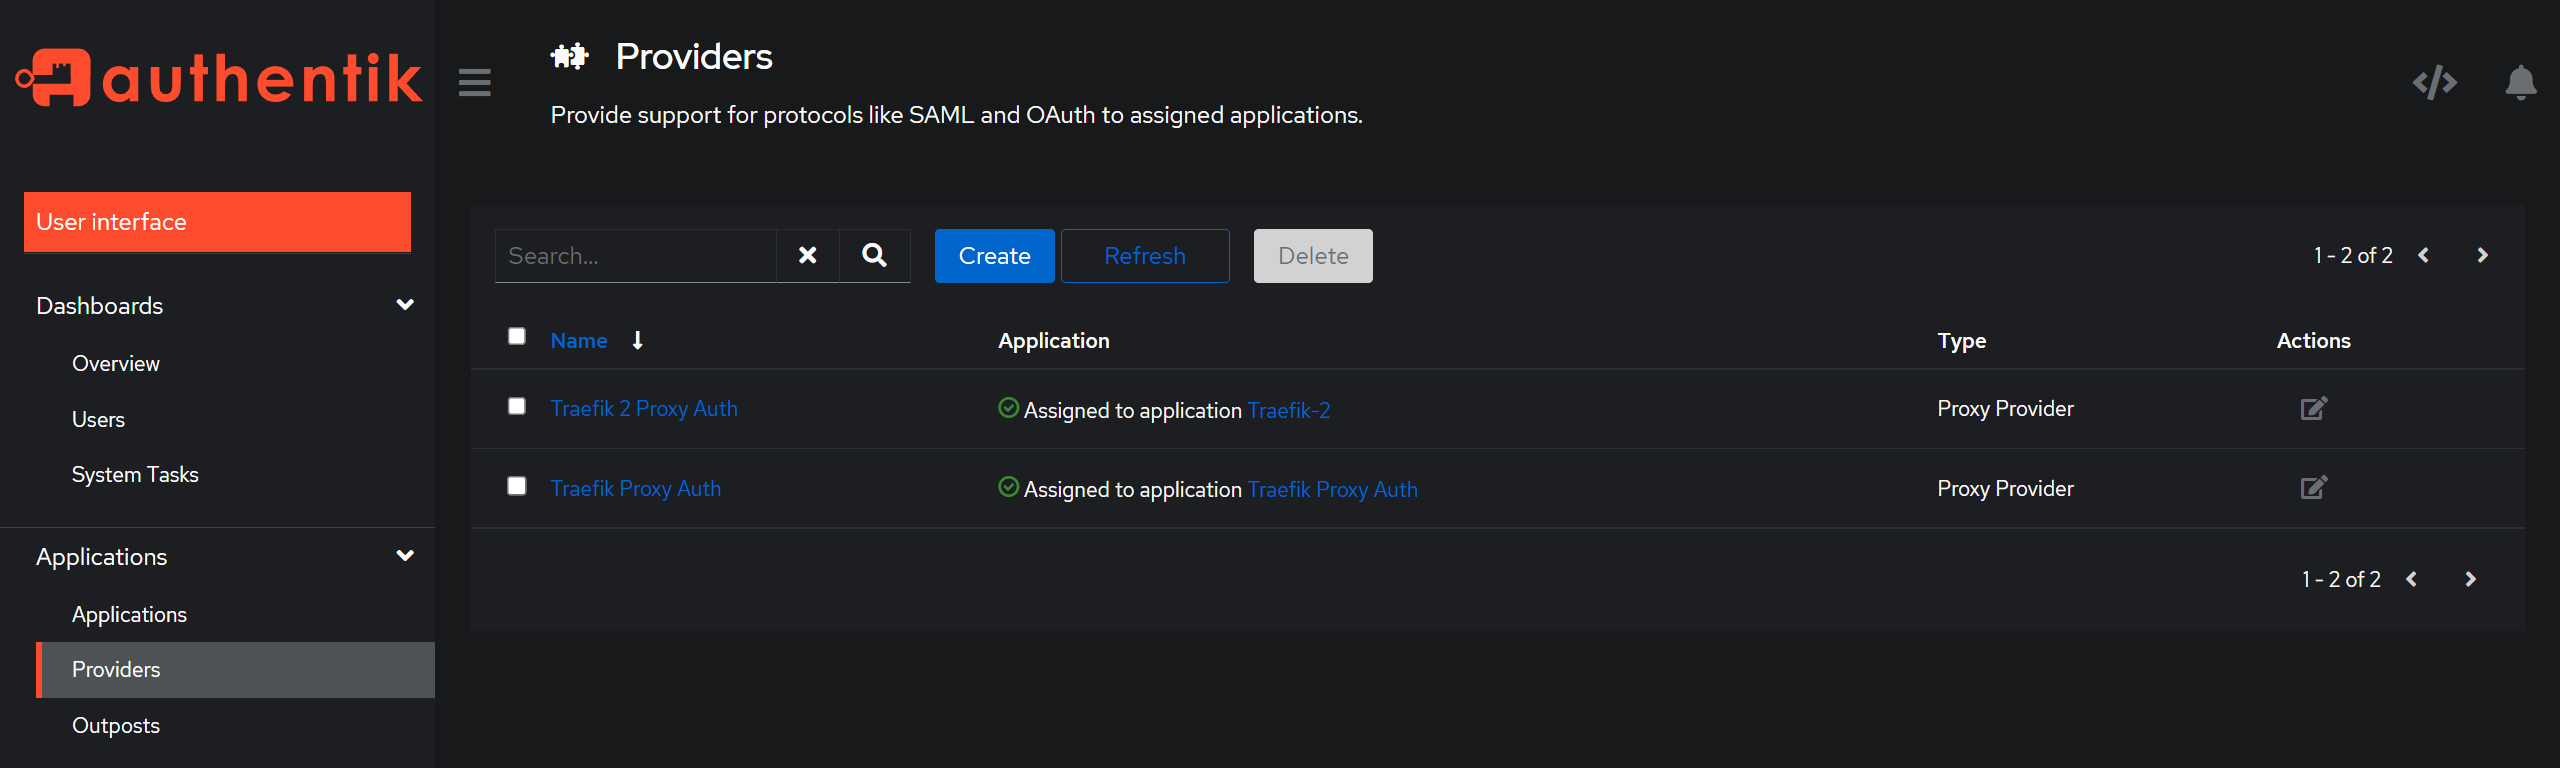 authentik
Providers
Provide support for protocols like SAML and OAuth to assigned applications.
User interface
Dashboards
Overview
Users
System Tasks
Applications
Applications
Providers
Outposts
Search...
Create
Refresh
Delete
1 - 2 of 2
Name Application Type Actions
Traefik 2 Proxy Auth Assigned to application Traefik-2 Proxy Provider
Traefik Proxy Auth Assigned to application Traefik Proxy Auth Proxy Provider
1 - 2 of 2